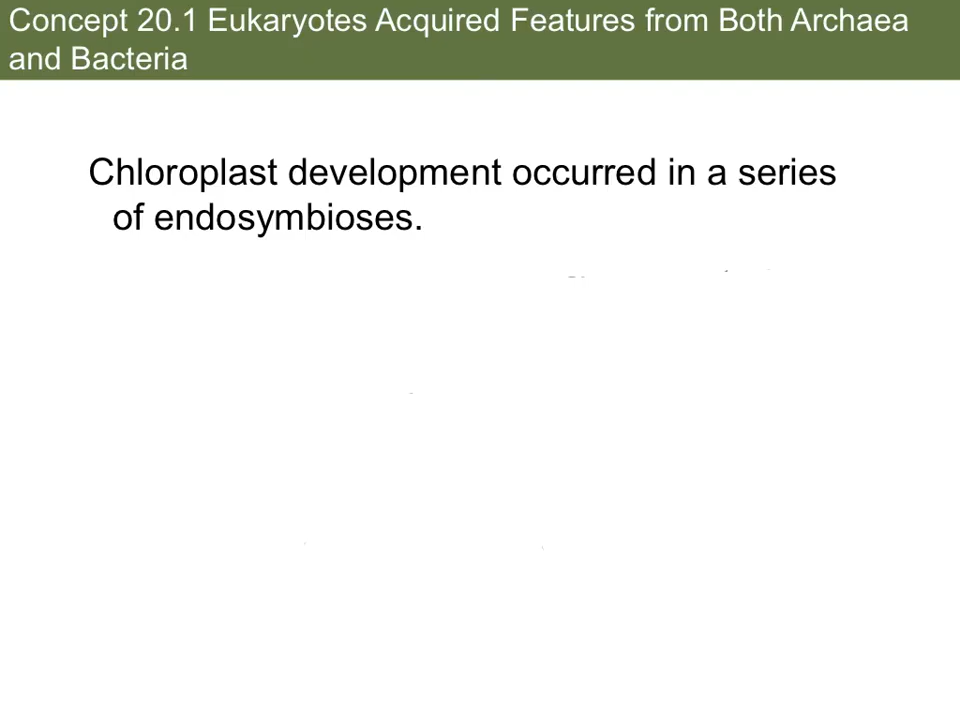 Concept 20.1 Eukaryotes Acquired Features from Both Archaea
and Bacteria
Chloroplast development occurred in a series
of endosymbioses.